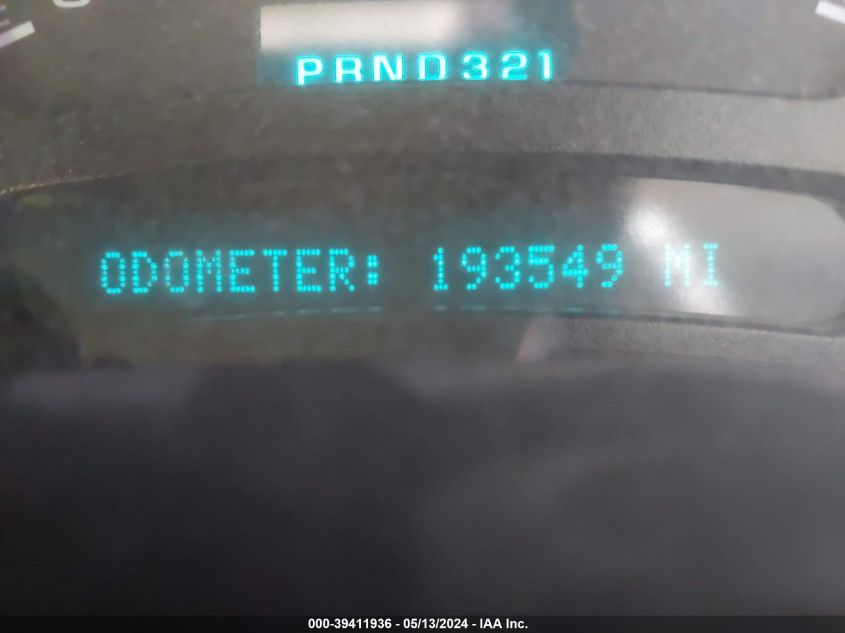 PRND321
ODOMETER: 193549 MI
000-39411936 - 05/13/2024 - IAA Inc.